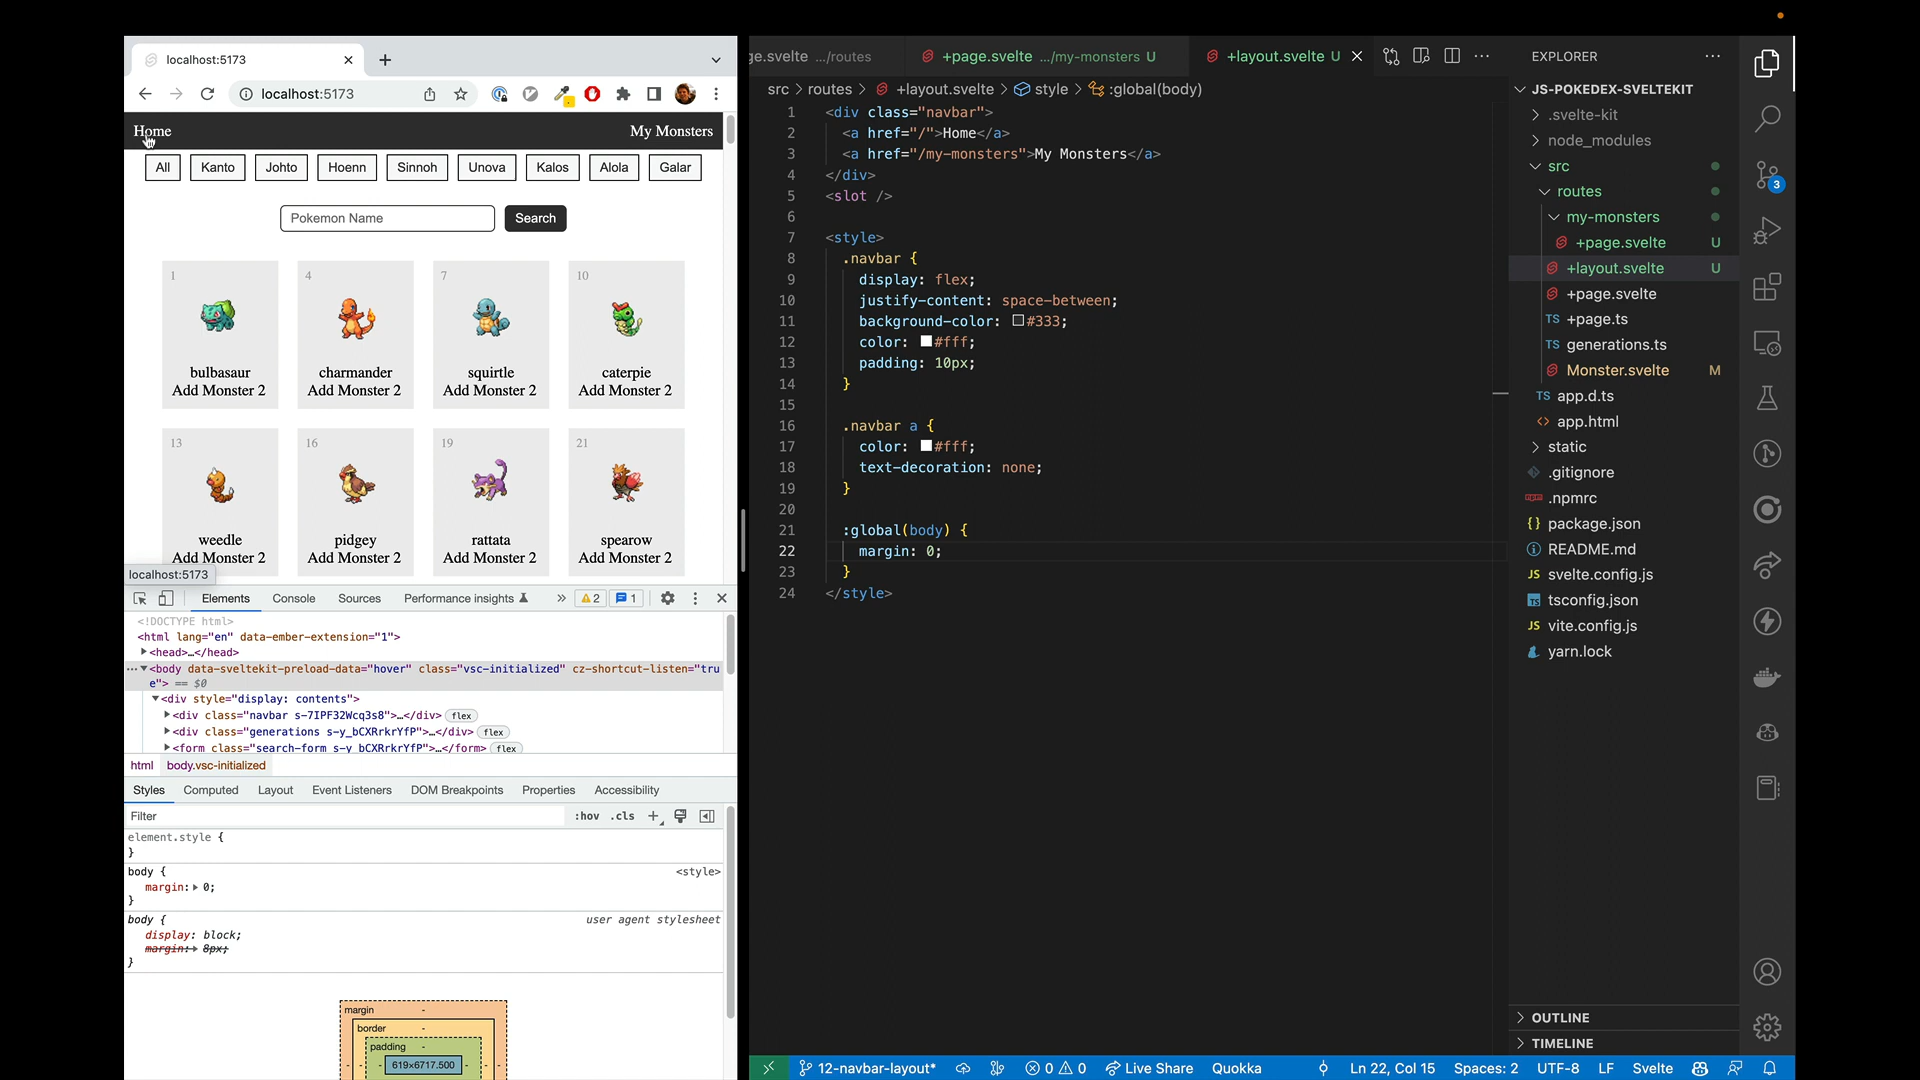 localhost:5173
localhost:5173
Home
My Monsters
All
Kanto
Johto
Hoenn
Sinnoh
Unova
Kalos
Alola
Galar
Pokemon Name
Search
1
4
7
10
bulbasaur
charmander
squirtle
caterpie
Add Monster 2
Add Monster 2
Add Monster 2
Add Monster 2
13
16
19
21
weedle
pidgey
rattata
spearow
Add Monster 2
Add Monster 2
Add Monster 2
Add Monster 2
localhost:5173
Elements
Console
Sources
Performance insights
2
1
<!DOCTYPE html>
<html lang="en" data-ember-extension="1">
<head>…</head>
<body data-sveltekit-preload-data="hover" class="vsc-initialized" cz-shortcut-listen="tru
e"> == $0
<div style="display: contents">
<div class="navbar s-7IPF32Wcq3s8">…</div> flex
<div class="generations s-y_bCXRrkrYfP">…</div> flex
<form class="search-form s-y_bCXRrkrYfP">…</form> flex
html
body.vsc-initialized
Styles
Computed
Layout
Event Listeners
DOM Breakpoints
Properties
Accessibility
Filter
:hov
.cls
element.style {
}
body {
<style>
margin: 0;
}
body {
user agent stylesheet
display: block;
margin: 8px;
}
margin -
border -
padding -
619×6717.500
ge.svelte …/routes
+page.svelte …/my-monsters U
+layout.svelte U
src > routes > +layout.svelte > style > :global(body)
1 <div class="navbar">
2 <a href="/">Home</a>
3 <a href="/my-monsters">My Monsters</a>
4 </div>
5 <slot />
6
7 <style>
8 .navbar {
9 display: flex;
10 justify-content: space-between;
11 background-color: #333;
12 color: #fff;
13 padding: 10px;
14 }
15
16 .navbar a {
17 color: #fff;
18 text-decoration: none;
19 }
20
21 :global(body) {
22 margin: 0;
23 }
24 </style>
EXPLORER
JS-POKEDEX-SVELTEKIT
.svelte-kit
node_modules
src
routes
my-monsters
+page.svelte U
+layout.svelte U
+page.svelte
TS +page.ts
TS generations.ts
Monster.svelte M
TS app.d.ts
<> app.html
static
.gitignore
.npmrc
{} package.json
README.md
JS svelte.config.js
TS tsconfig.json
JS vite.config.js
yarn.lock
OUTLINE
TIMELINE
3
12-navbar-layout*
0
0
Live Share
Quokka
Ln 22, Col 15
Spaces: 2
UTF-8
LF
Svelte